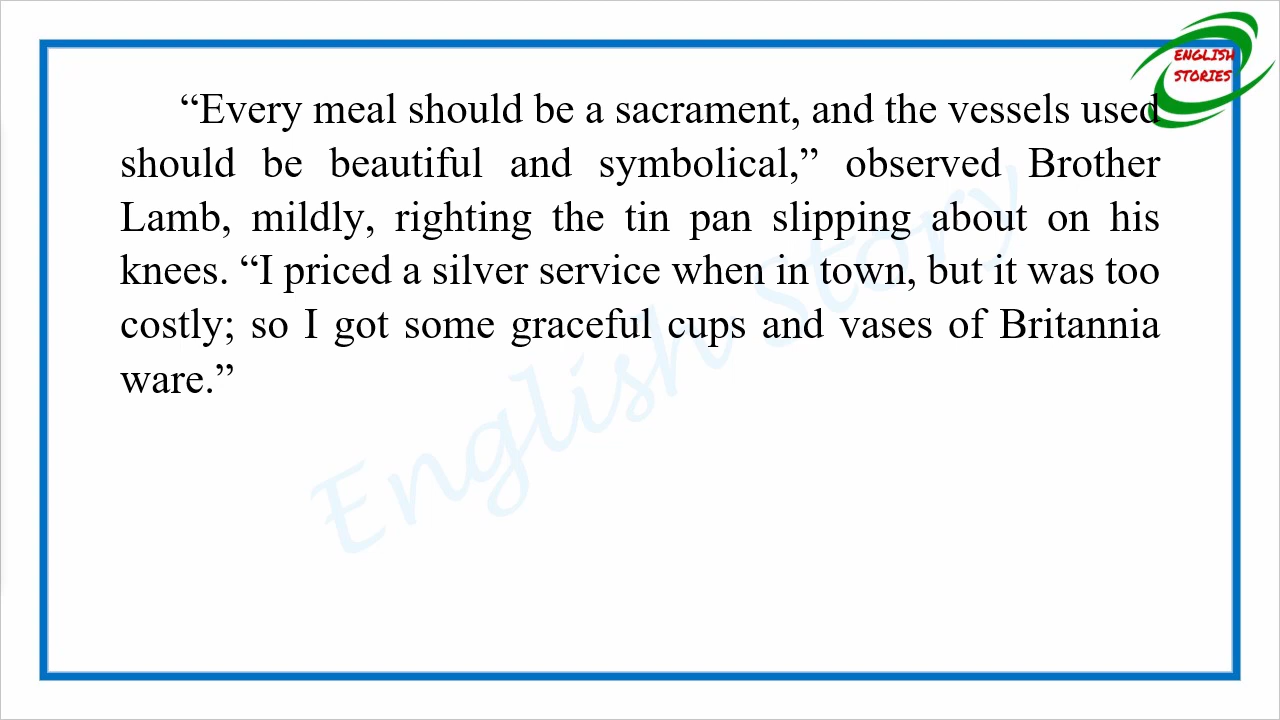 ENGLISH
STORIES
“Every meal should be a sacrament, and the vessels used
should be beautiful and symbolical,” observed Brother
Lamb, mildly, righting the tin pan slipping about on his
knees. “I priced a silver service when in town, but it was too
costly; so I got some graceful cups and vases of Britannia
ware.”
English Story